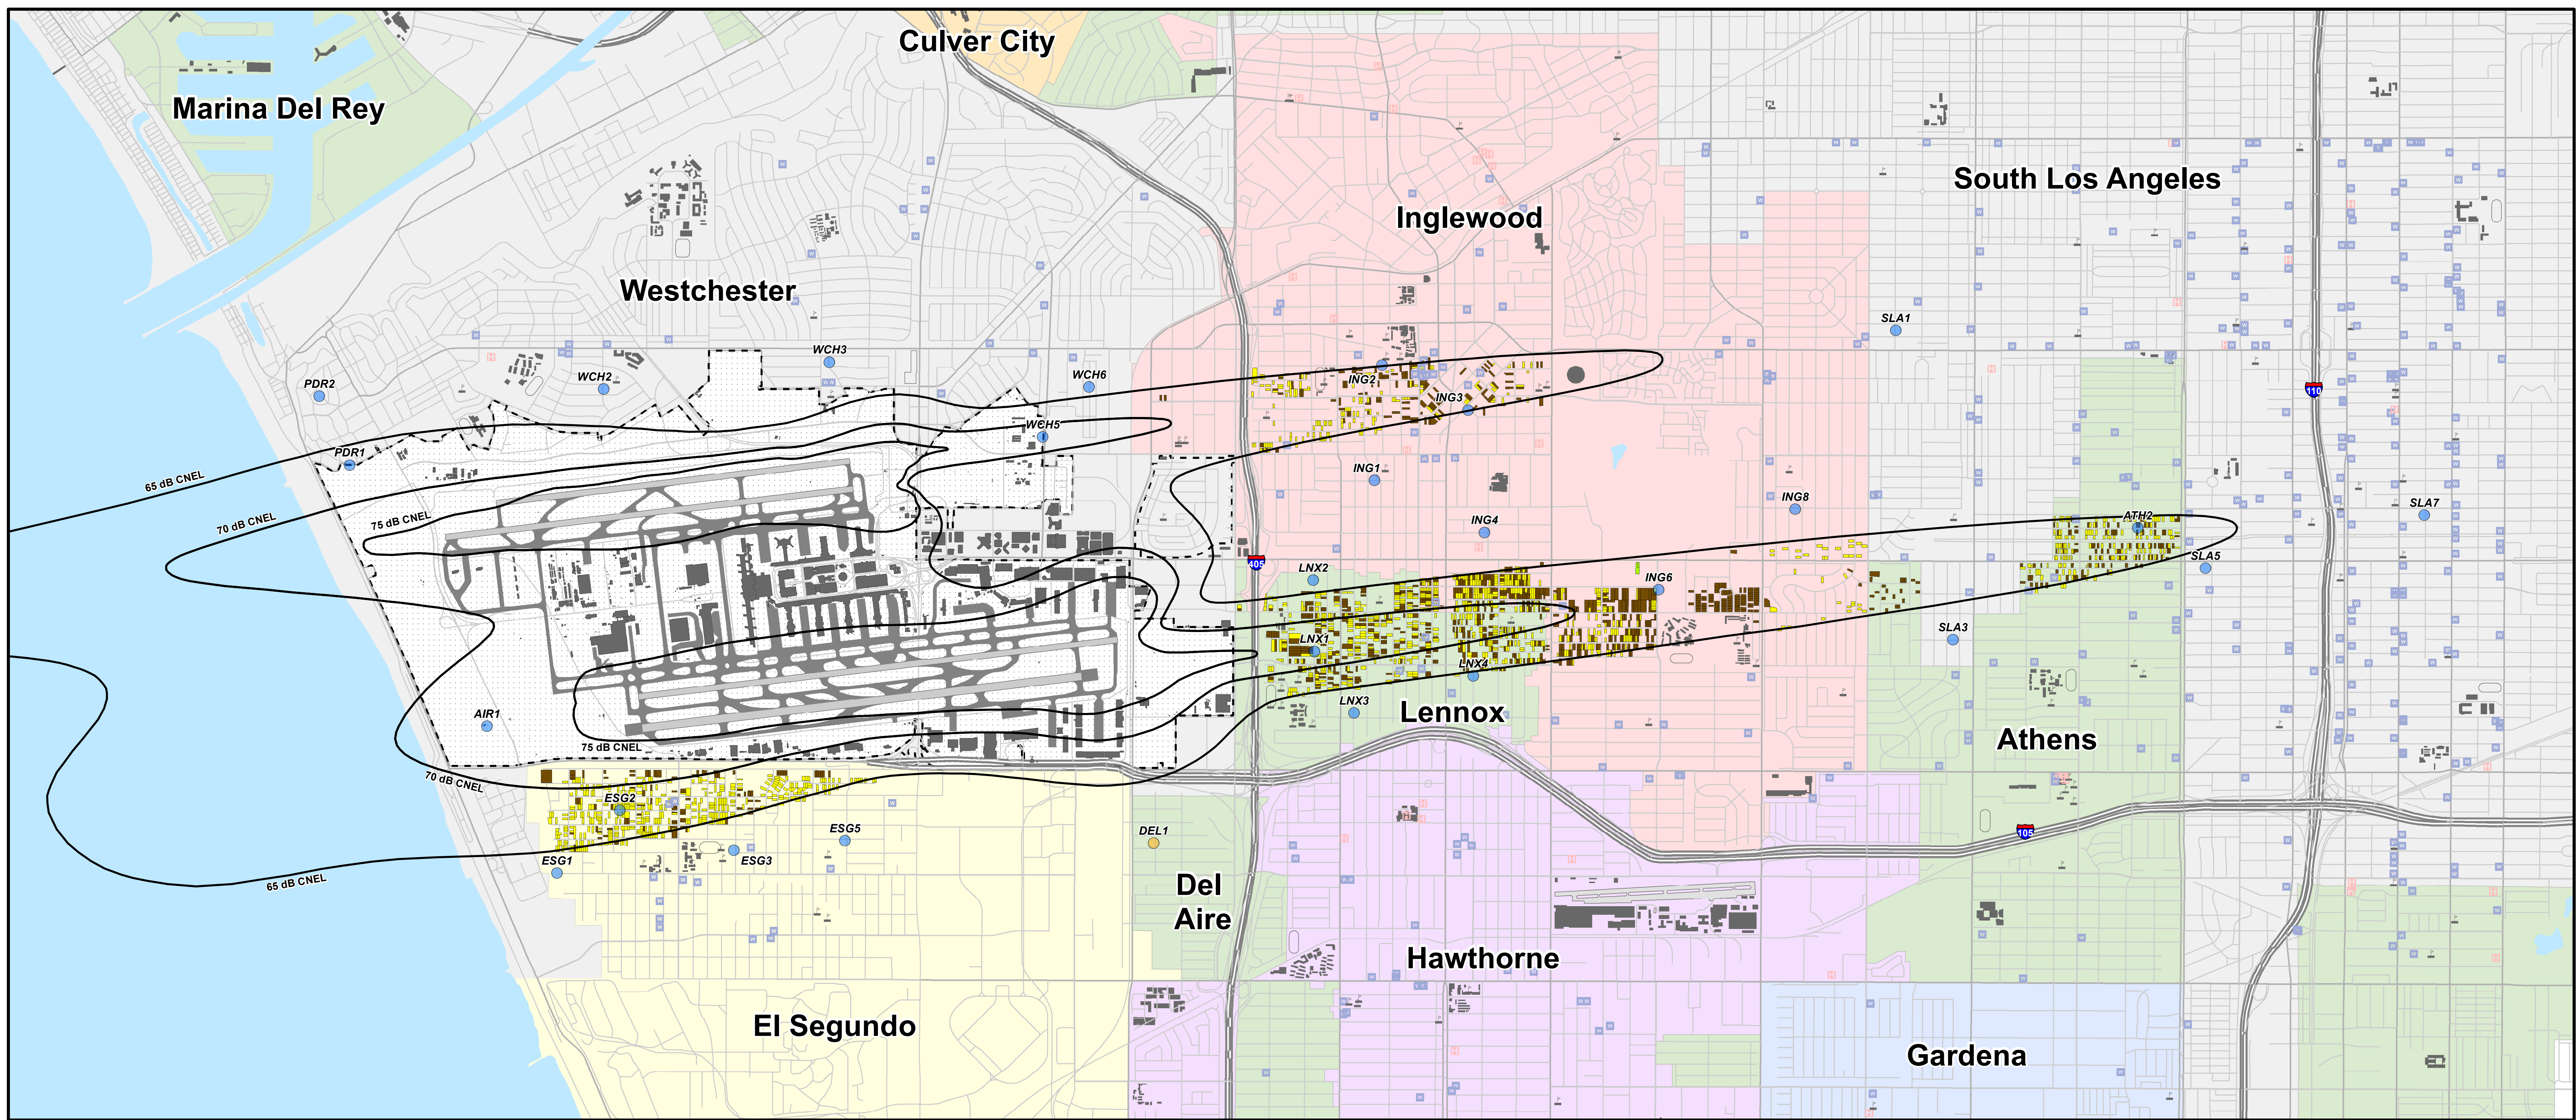 Culver City
Marina Del Rey
South Los Angeles
Inglewood
Westchester
SLA1
WCH3
WCH6
WCH2
PDR2
ING2
ING3
110
WCH5
PDR1
65 dB CNEL
ING1
ING8
SLA7
70 dB CNEL
75 dB CNEL
ING4
ATH2
SLA5
405
LNX2
ING6
SLA3
LNX1
LNX4
LNX3
AIR1
Lennox
Athens
75 dB CNEL
70 dB CNEL
ESG2
ESG5
DEL1
105
ESG1
ESG3
65 dB CNEL
Del
Aire
Hawthorne
El Segundo
Gardena